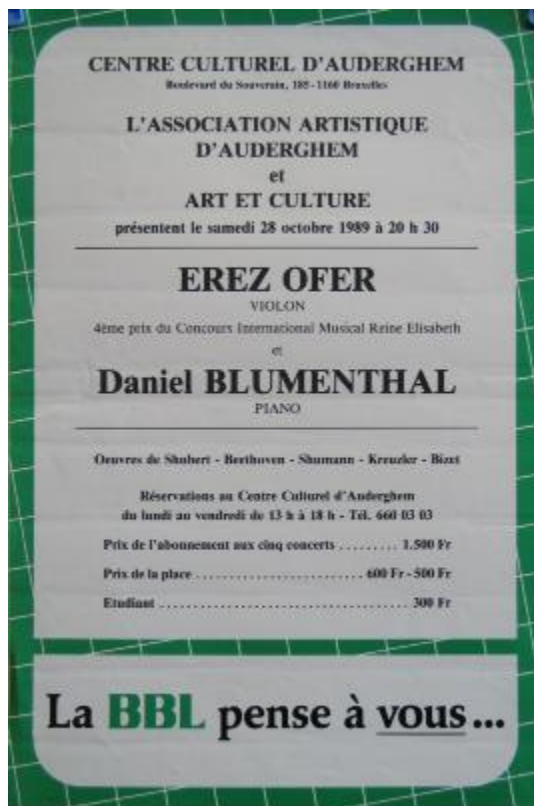 CENTRE CULTUREL D'AUDERGHEM
Boulevard du Souverain, 185-1160 Bruxelles
L'ASSOCIATION ARTISTIQUE
D'AUDERGHEM
et
ART ET CULTURE
présentent le samedi 28 octobre 1989 à 20 h 30
EREZ OFER
VIOLON
4ème prix du Concours International Musical Reine Elisabeth
et
Daniel BLUMENTHAL
PIANO
Oeuvres de Shubert - Beethoven - Shumann - Kreuzler - Bizet
Réservations au Centre Culturel d'Auderghem
du lundi au vendredi de 13 h à 18 h - Tél. 660 03 03
Prix de l'abonnement aux cinq concerts ......... 1.500 Fr
Prix de la place ........................... 600 Fr - 500 Fr
Etudiant ........................................ 300 Fr
La BBL pense à vous...